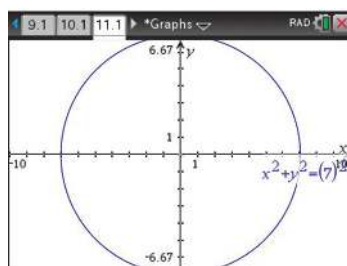 9.1 10.1 11.1 *Graphs RAD
6.67 y
1
x
-10 1 10
x²+y²=(7)²
-6.67